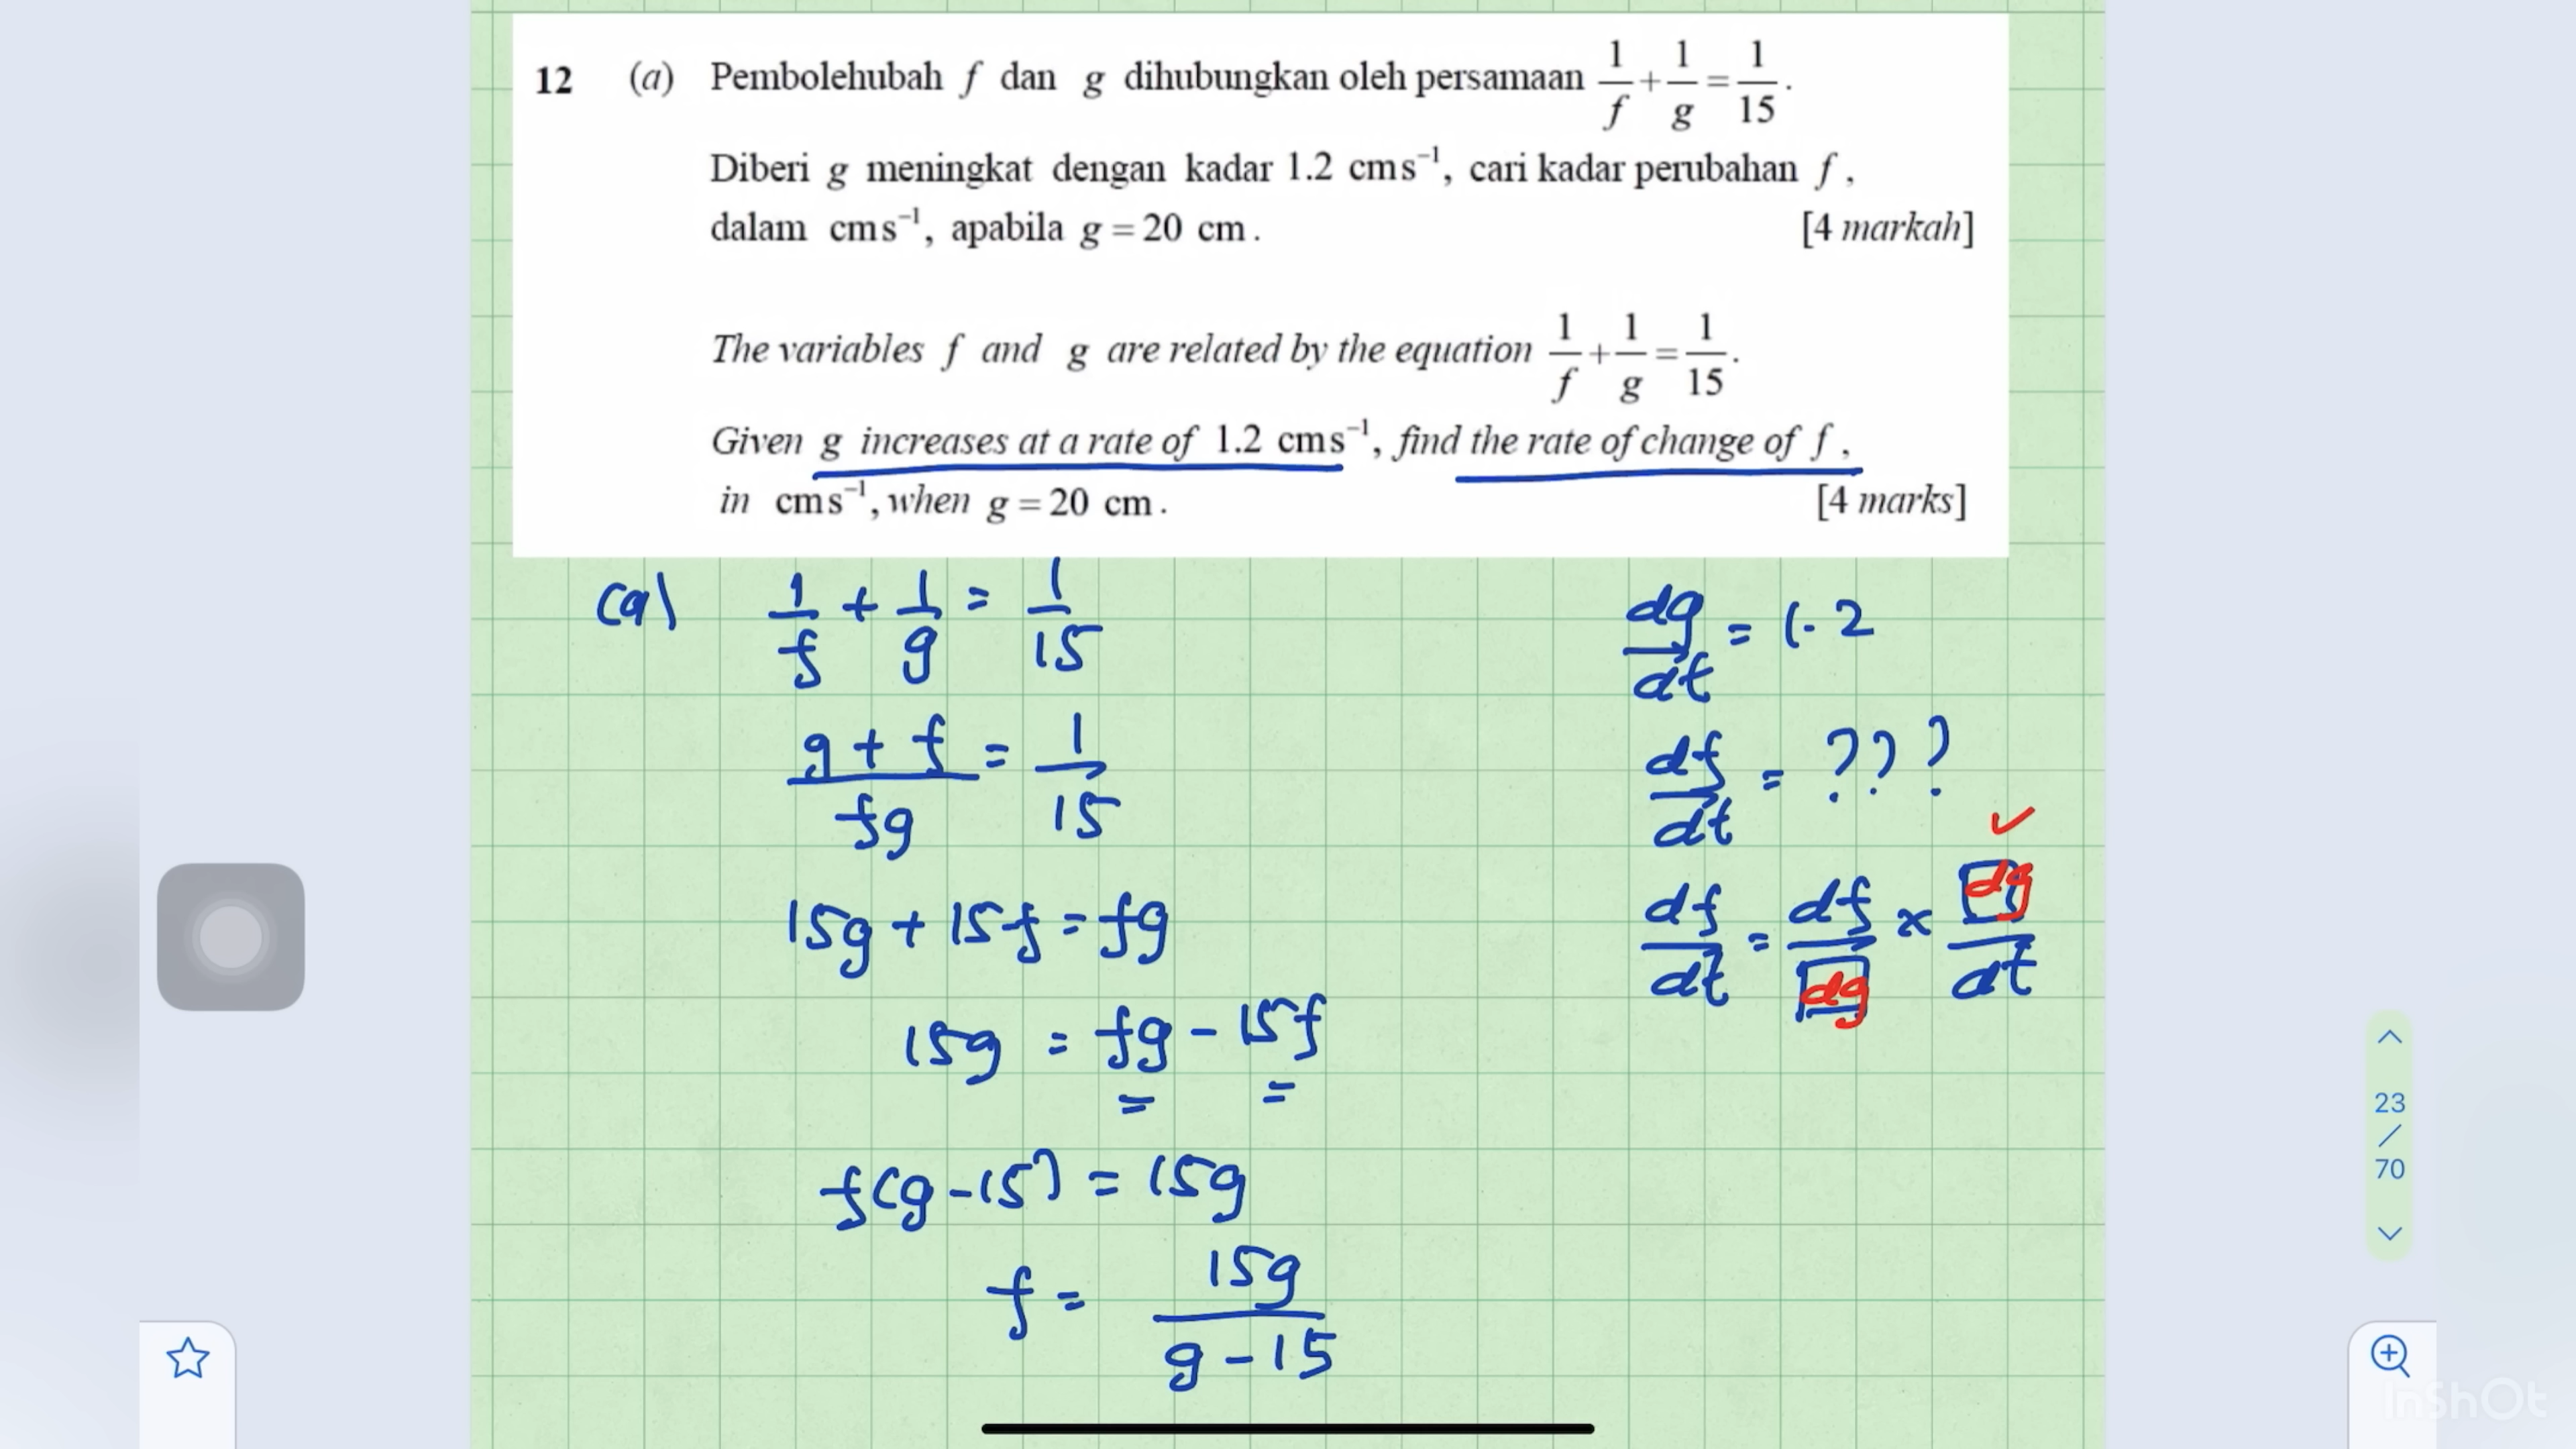 12 (a) Pembolehubah f dan g dihubungkan oleh persamaan 1/f + 1/g = 1/15.
Diberi g meningkat dengan kadar 1.2 cms⁻¹, cari kadar perubahan f,
dalam cms⁻¹, apabila g = 20 cm. [4 markah]
The variables f and g are related by the equation 1/f + 1/g = 1/15.
Given g increases at a rate of 1.2 cms⁻¹, find the rate of change of f,
in cms⁻¹, when g = 20 cm. [4 marks]
(a) 1/f + 1/g = 1/15
(g + f)/fg = 1/15
15g + 15f = fg
15g = fg - 15f
f(g - 15) = 15g
f = 15g/(g - 15)
dg/dt = 1.2
df/dt = ???
df/dt = df/dg × dg/dt
23
/
70
InShOt